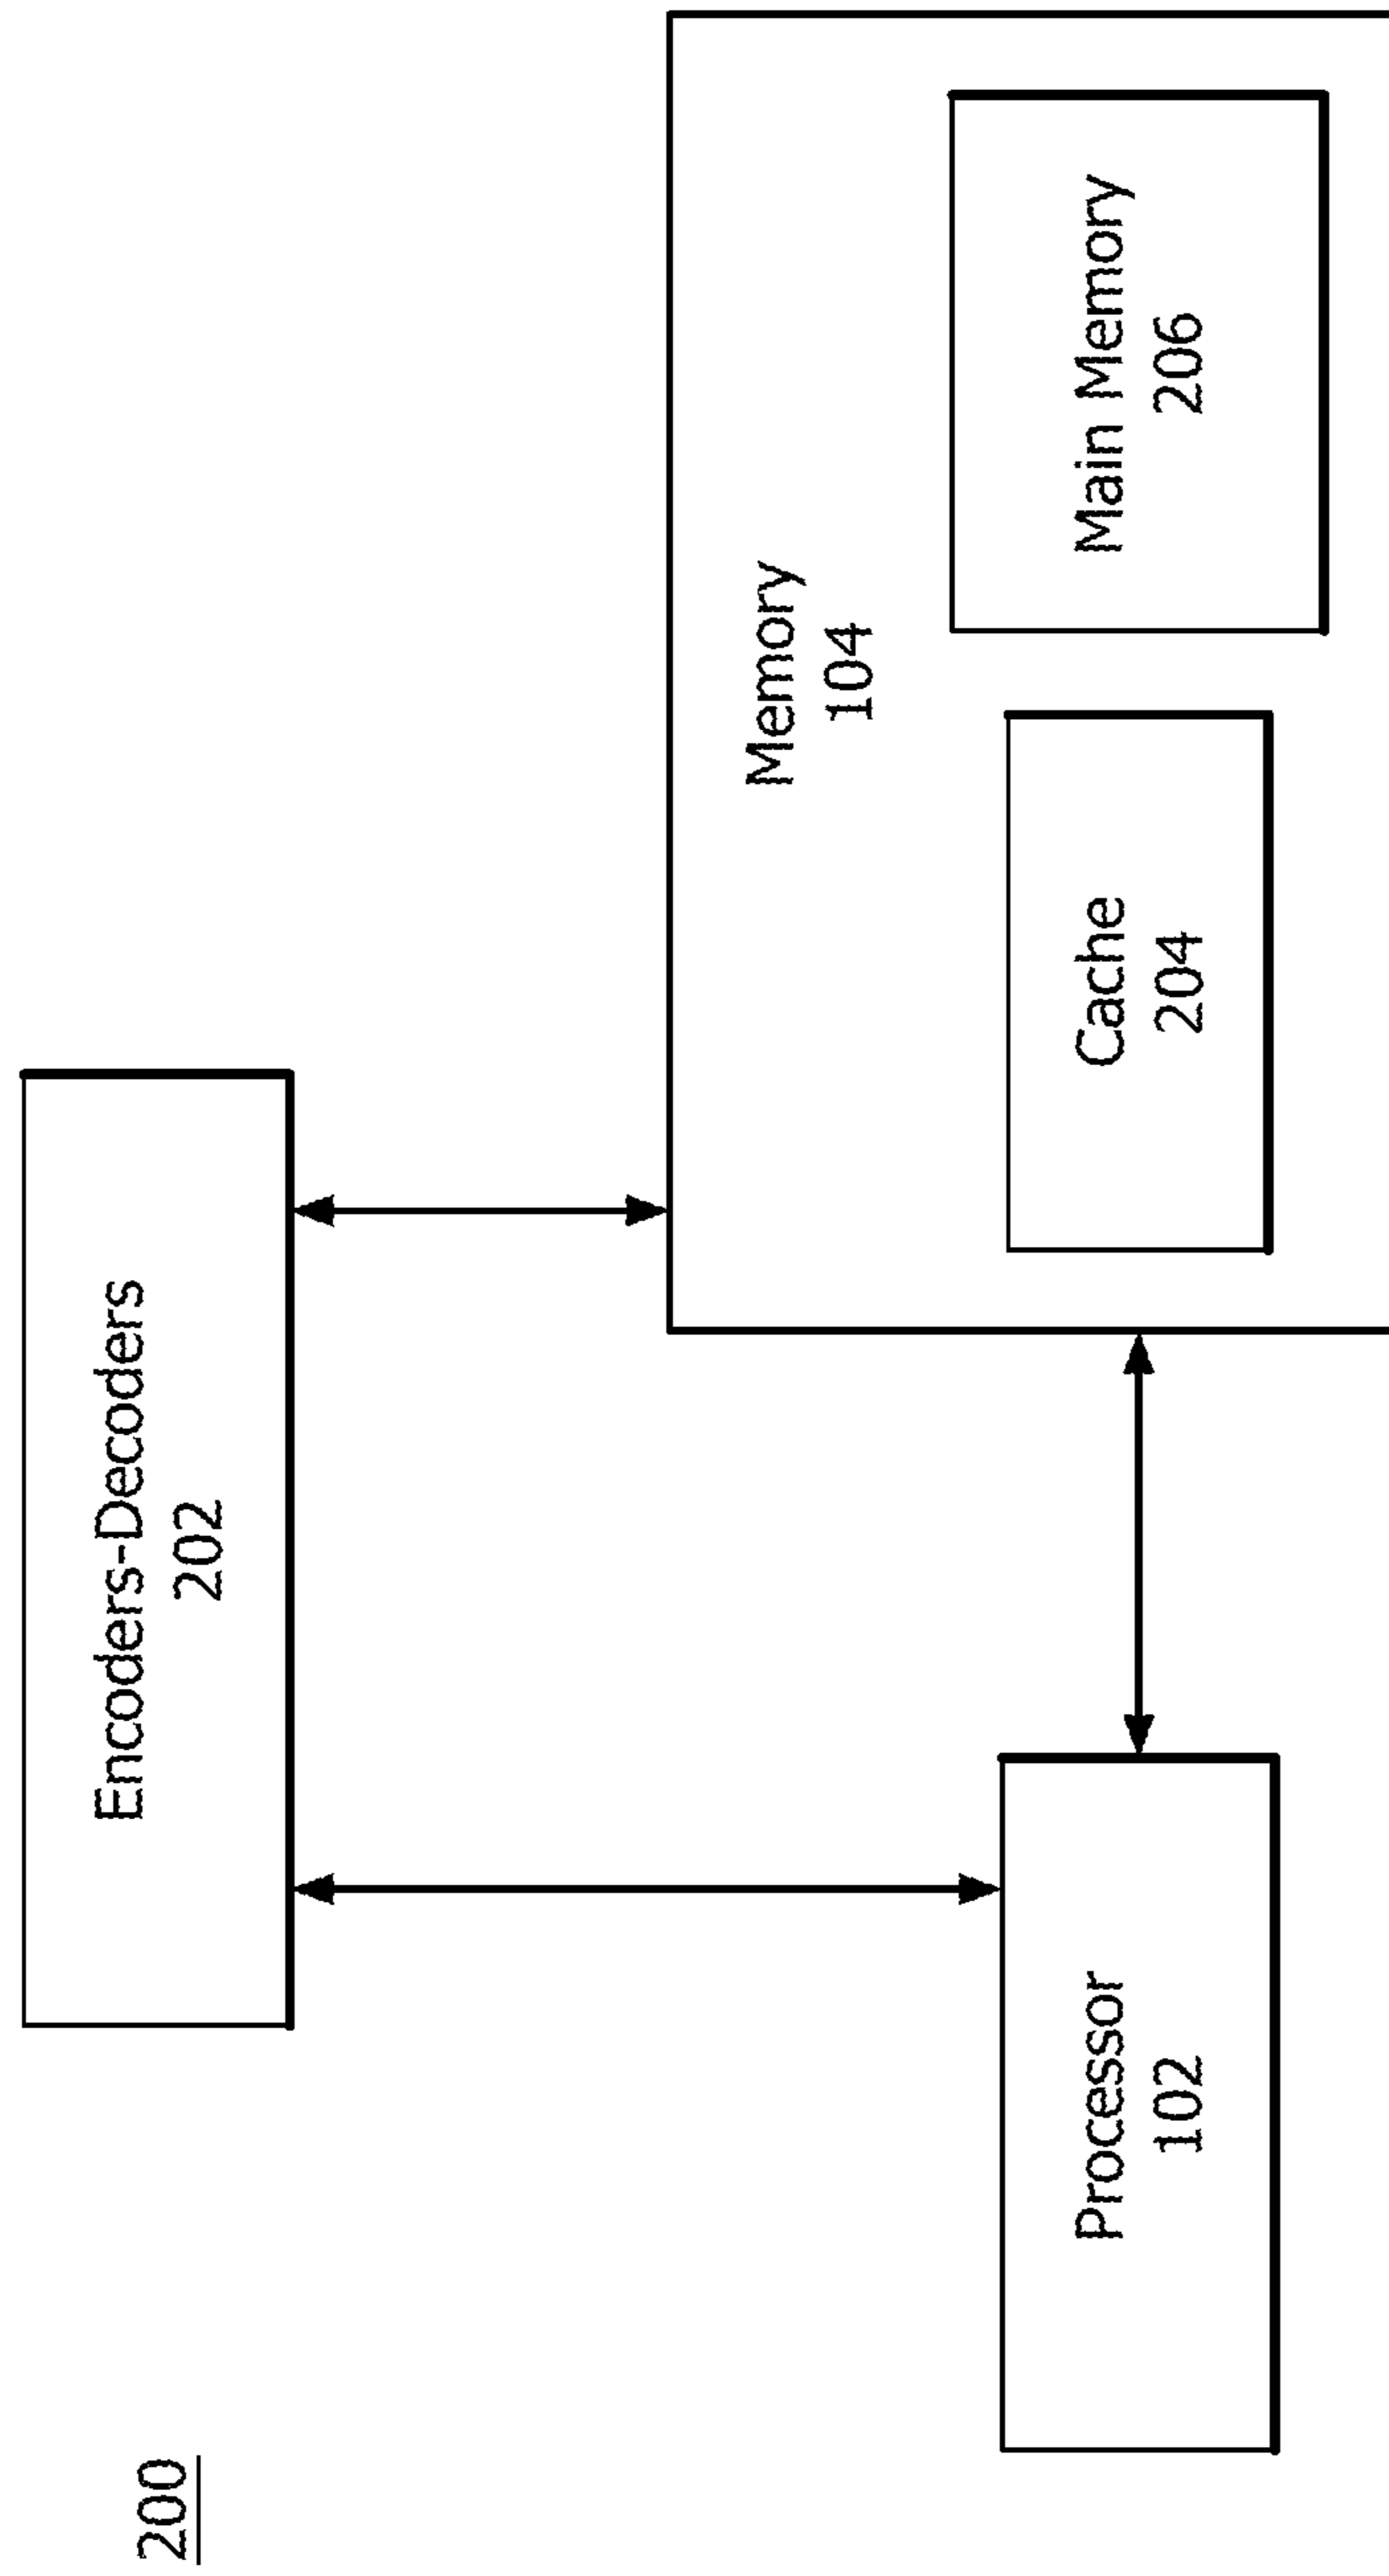 200
Encoders-Decoders
202
Memory
104
Processor
102
Cache
204
Main Memory
206